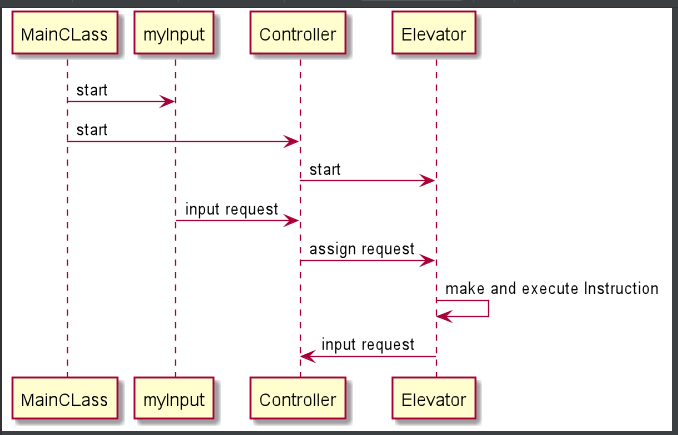 MainCLass myInput Controller Elevator
start
start
start
input request
assign request
make and execute Instruction
input request
MainCLass myInput Controller Elevator